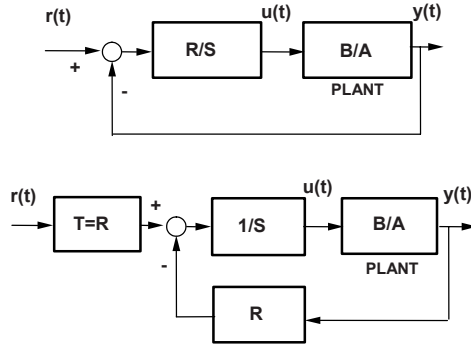 r(t)
u(t)
y(t)
+
R/S
B/A
-
PLANT
r(t)
u(t)
y(t)
T=R
+
1/S
B/A
-
PLANT
R